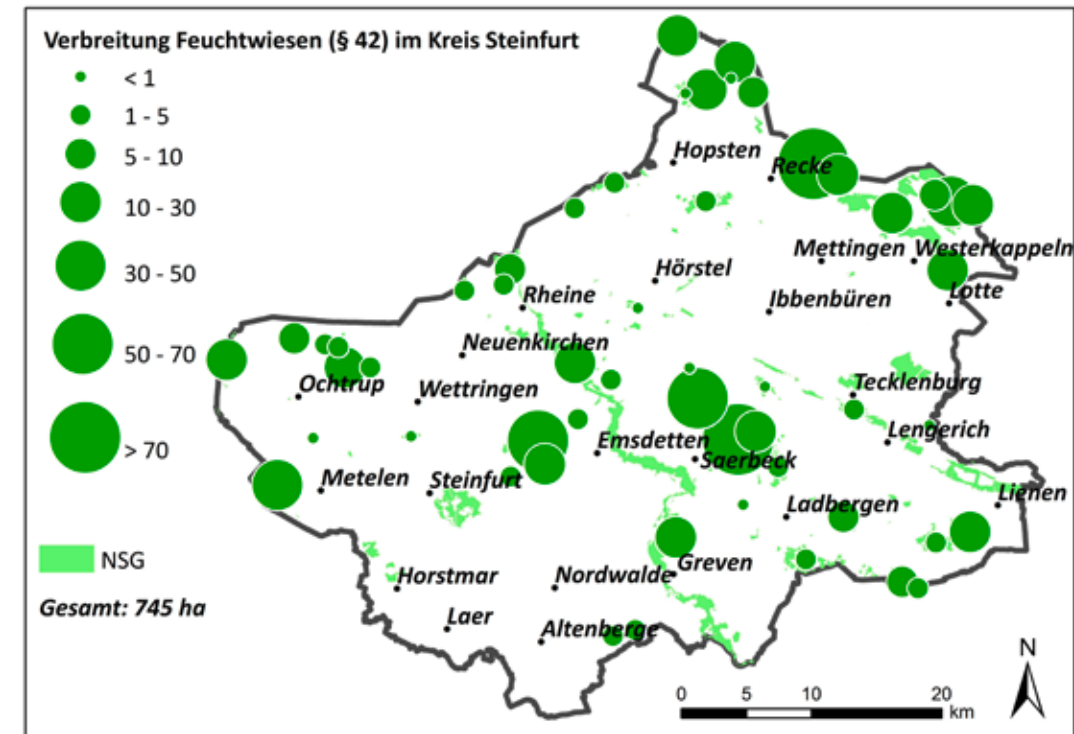 Verbreitung Feuchtwiesen (§ 42) im Kreis Steinfurt
< 1
1 - 5
5 - 10
10 - 30
30 - 50
50 - 70
> 70
Hopsten
Recke
Mettingen
Westerkappeln
Hörstel
Lotte
Rheine
Ibbenbüren
Neuenkirchen
Ochtrup
Wettringen
Tecklenburg
Lengerich
Emsdetten
Saerbeck
Metelen
Steinfurt
Lienen
Ladbergen
NSG
Greven
Horstmar
Nordwalde
Gesamt: 745 ha
Laer
Altenberge
N
0 5 10 20
km